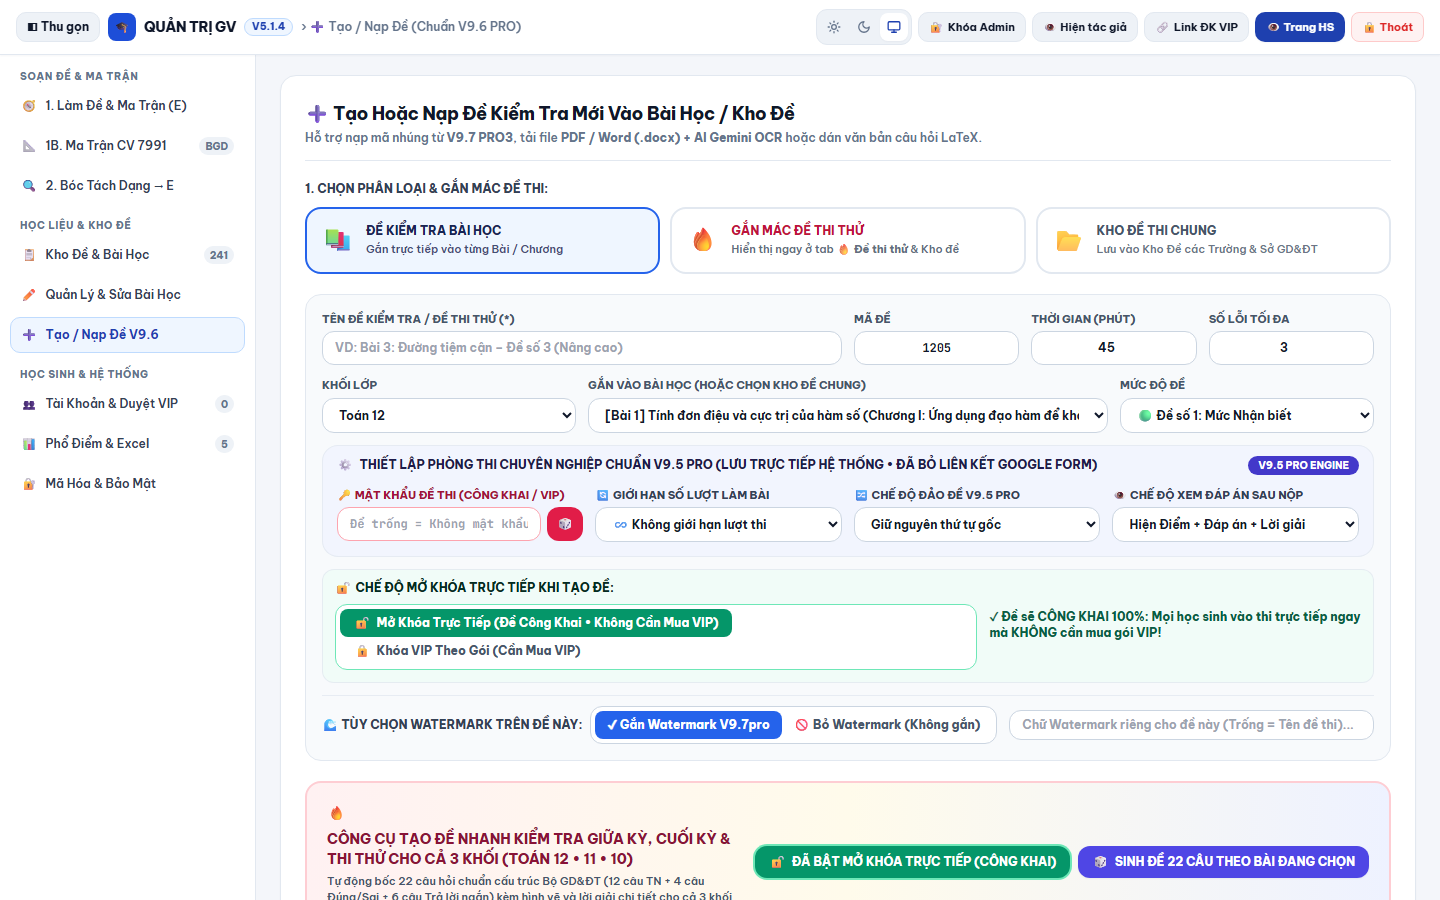 Thu gọn
QUẢN TRỊ GV
V5.1.4
› Tạo / Nạp Đề (Chuẩn V9.6 PRO)
Khóa Admin
Hiện tác giả
Link ĐK VIP
Trang HS
Thoát
SOẠN ĐỀ & MA TRẬN
1. Làm Đề & Ma Trận (E)
1B. Ma Trận CV 7991
BGD
2. Bóc Tách Dạng → E
HỌC LIỆU & KHO ĐỀ
Kho Đề & Bài Học
241
Quản Lý & Sửa Bài Học
Tạo / Nạp Đề V9.6
HỌC SINH & HỆ THỐNG
Tài Khoản & Duyệt VIP
0
Phổ Điểm & Excel
5
Mã Hóa & Bảo Mật
Tạo Hoặc Nạp Đề Kiểm Tra Mới Vào Bài Học / Kho Đề
Hỗ trợ nạp mã nhúng từ V9.7 PRO3, tải file PDF / Word (.docx) + AI Gemini OCR hoặc dán văn bản câu hỏi LaTeX.
1. CHỌN PHÂN LOẠI & GẮN MÁC ĐỀ THI:
ĐỀ KIỂM TRA BÀI HỌC
Gắn trực tiếp vào từng Bài / Chương
GẮN MÁC ĐỀ THI THỬ
Hiển thị ngay ở tab 🔥 Đề thi thử & Kho đề
KHO ĐỀ THI CHUNG
Lưu vào Kho Đề các Trường & Sở GD&ĐT
TÊN ĐỀ KIỂM TRA / ĐỀ THI THỬ (*)
MÃ ĐỀ
THỜI GIAN (PHÚT)
SỐ LỖI TỐI ĐA
VD: Bài 3: Đường tiệm cận – Đề số 3 (Nâng cao)
1205
45
3
KHỐI LỚP
GẮN VÀO BÀI HỌC (HOẶC CHỌN KHO ĐỀ CHUNG)
MỨC ĐỘ ĐỀ
Toán 12
[Bài 1] Tính đơn điệu và cực trị của hàm số (Chương I: Ứng dụng đạo hàm để khả
Đề số 1: Mức Nhận biết
THIẾT LẬP PHÒNG THI CHUYÊN NGHIỆP CHUẨN V9.5 PRO (LƯU TRỰC TIẾP HỆ THỐNG • ĐÃ BỎ LIÊN KẾT GOOGLE FORM)
V9.5 PRO ENGINE
MẬT KHẨU ĐỀ THI (CÔNG KHAI / VIP)
GIỚI HẠN SỐ LƯỢT LÀM BÀI
CHẾ ĐỘ ĐẢO ĐỀ V9.5 PRO
CHẾ ĐỘ XEM ĐÁP ÁN SAU NỘP
Để trống = Không mật khẩu
Không giới hạn lượt thi
Giữ nguyên thứ tự gốc
Hiện Điểm + Đáp án + Lời giải
CHẾ ĐỘ MỞ KHÓA TRỰC TIẾP KHI TẠO ĐỀ:
Mở Khóa Trực Tiếp (Đề Công Khai • Không Cần Mua VIP)
Khóa VIP Theo Gói (Cần Mua VIP)
✓ Đề sẽ CÔNG KHAI 100%: Mọi học sinh vào thi trực tiếp ngay
mà KHÔNG cần mua gói VIP!
TÙY CHỌN WATERMARK TRÊN ĐỀ NÀY:
✓ Gắn Watermark V9.7pro
Bỏ Watermark (Không gắn)
Chữ Watermark riêng cho đề này (Trống = Tên đề thi)...
CÔNG CỤ TẠO ĐỀ NHANH KIỂM TRA GIỮA KỲ, CUỐI KỲ &
THI THỬ CHO CẢ 3 KHỐI (TOÁN 12 • 11 • 10)
Tự động bốc 22 câu hỏi chuẩn cấu trúc Bộ GD&ĐT (12 câu TN + 4 câu
Đúng/Sai + 6 câu Trả lời ngắn) kèm hình vẽ và lời giải chi tiết cho cả 3 khối
ĐÃ BẬT MỞ KHÓA TRỰC TIẾP (CÔNG KHAI)
SINH ĐỀ 22 CÂU THEO BÀI ĐANG CHỌN